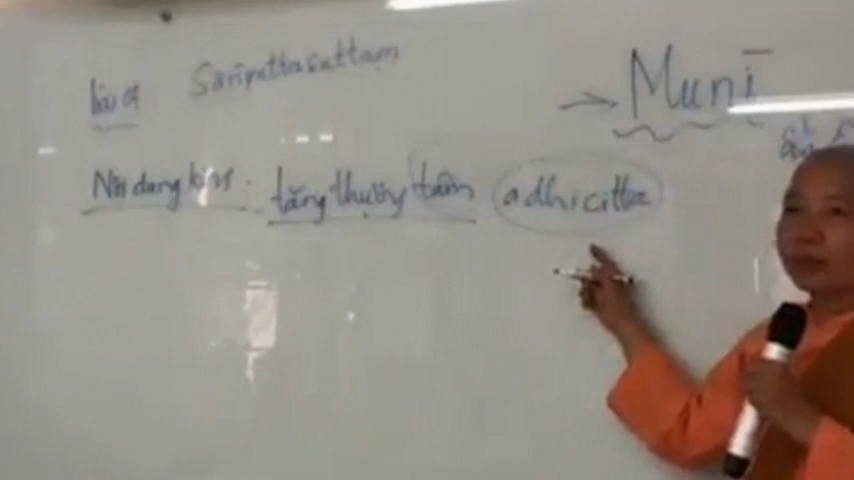 Sāriputtasuttaṃ
→ Munī
Nội dung kinh: tăng thượng tâm adhicitta